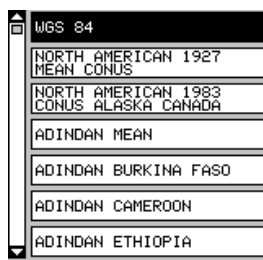 WGS 84
NORTH AMERICAN 1927
MEAN CONUS
NORTH AMERICAN 1983
CONUS ALASKA CANADA
ADINDAN MEAN
ADINDAN BURKINA FASO
ADINDAN CAMEROON
ADINDAN ETHIOPIA